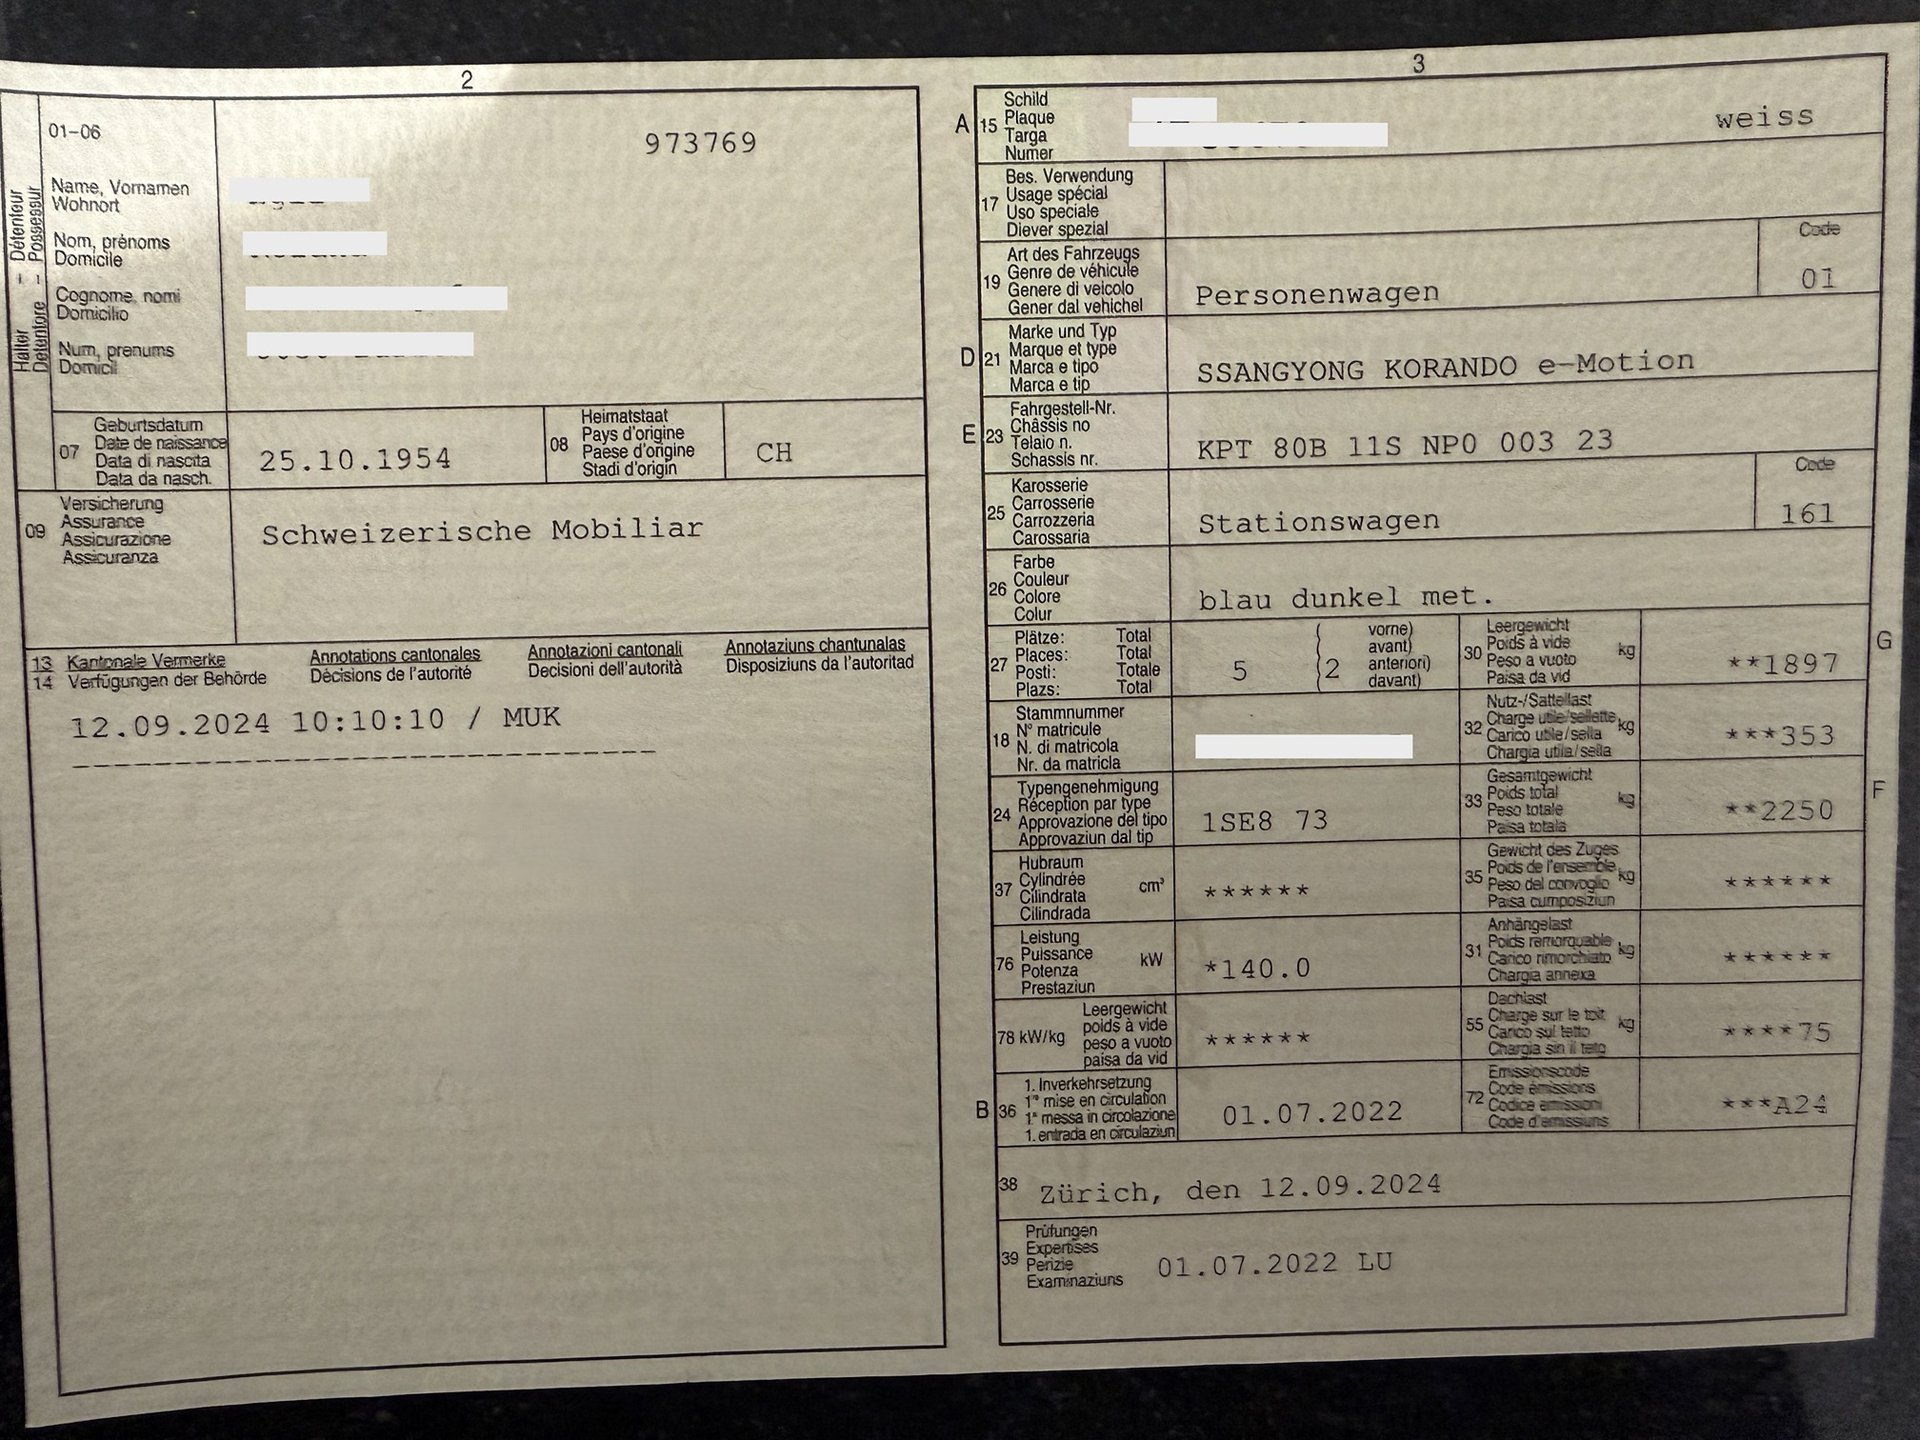 2
01-06
973769
Name, Vornamen
Wohnort
Nom, prénoms
Domicile
Cognome, nomi
Domicilio
Num, prenums
Domicil
Halter - Détenteur
Detentore - Possessur
07
Geburtsdatum
Date de naissance
Data di nascita
Data da nasch.
25.10.1954
08
Heimatstaat
Pays d'origine
Paese d'origine
Stadi d'origin
CH
09
Versicherung
Assurance
Assicurazione
Assicuranza
Schweizerische Mobiliar
13 Kantonale Vermerke Annotations cantonales Annotazioni cantonali Annotaziuns chantunalas
14 Verfügungen der Behörde Décisions de l'autorité Decisioni dell'autorità Disposiziuns da l'autoritad
12.09.2024 10:10:10 / MUK
3
A 15
Schild
Plaque
Targa
Numer
weiss
17
Bes. Verwendung
Usage spécial
Uso speciale
Diever spezial
19
Art des Fahrzeugs
Genre de véhicule
Genere di veicolo
Gener dal vehichel
Personenwagen
Code
01
D 21
Marke und Typ
Marque et type
Marca e tipo
Marca e tip
SSANGYONG KORANDO e-Motion
E 23
Fahrgestell-Nr.
Châssis no
Telaio n.
Schassis nr.
KPT 80B 11S NP0 003 23
25
Karosserie
Carrosserie
Carrozzeria
Carossaria
Stationswagen
Code
161
26
Farbe
Couleur
Colore
Colur
blau dunkel met.
27
Plätze: Total
Places: Total
Posti: Totale
Plazs: Total
5 (2
vorne)
avant)
anteriori)
davant)
30
Leergewicht
Poids à vide
Peso a vuoto
Paisa da vid
kg
**1897
G
18
Stammnummer
N° matricule
N. di matricola
Nr. da matricla
32
Nutz-/Sattellast
Charge utile/sellette
Carico utile/sella
Chargia utila/sella
kg
***353
24
Typengenehmigung
Réception par type
Approvazione del tipo
Approvaziun dal tip
1SE8 73
33
Gesamtgewicht
Poids total
Peso totale
Paisa totala
kg
**2250
F
37
Hubraum
Cylindrée
Cilindrata
Cilindrada
cm³
******
35
Gewicht des Zuges
Poids de l'ensemble
Peso del convoglio
Paisa cumposiziun
kg
******
76
Leistung
Puissance
Potenza
Prestaziun
kW
*140.0
31
Anhängelast
Poids remorquable
Carico rimorchiato
Chargia annexa
kg
******
78 kW/kg
Leergewicht
poids à vide
peso a vuoto
paisa da vid
******
55
Dachlast
Charge sur le toit
Carico sul tetto
Chargia sin il tetg
kg
****75
B 36
1. Inverkehrsetzung
1re mise en circulation
1a messa in circolazione
1. entrada en circulaziun
01.07.2022
72
Emissionscode
Code émissions
Codice emissioni
Code d'emissiuns
***A24
38
Zürich, den 12.09.2024
39
Prüfungen
Expertises
Perizie
Examinaziuns
01.07.2022 LU